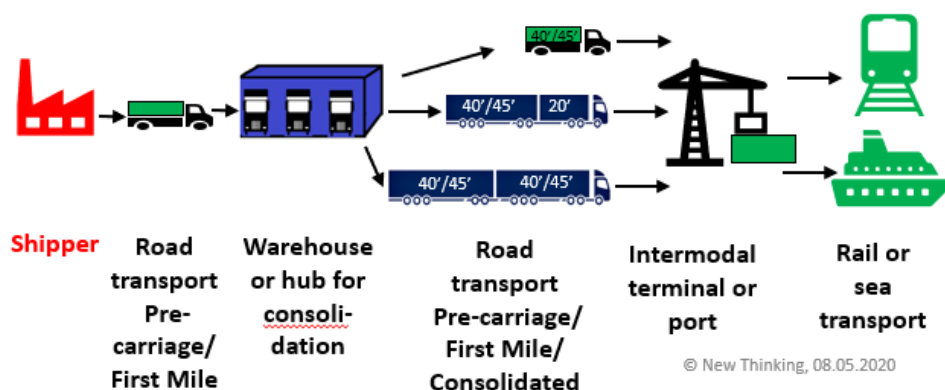 40'/45'
40'/45' 20'
40'/45' 40'/45'
Shipper
Road
transport
Pre-
carriage/
First Mile
Warehouse
or hub for
consoli-
dation
Road
transport
Pre-carriage/
First Mile/
Consolidated
Intermodal
terminal or
port
Rail or
sea
transport
© New Thinking, 08.05.2020